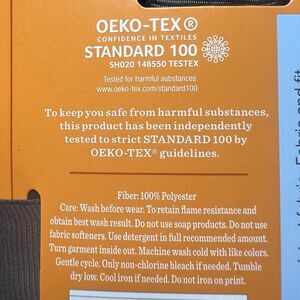 OEKO-TEX®
CONFIDENCE IN TEXTILES
STANDARD 100
SH020 148550 TESTEX
Tested for harmful substances.
www.oeko-tex.com/standard100
To keep you safe from harmful substances,
this product has been independently
tested to strict STANDARD 100 by
OEKO-TEX® guidelines.
Fiber: 100% Polyester
Care: Wash before wear. To retain flame resistance and
obtain best wash result. Do not use soap products. Do not use
fabric softeners. Use detergent in full recommended amount.
Turn garment inside out. Machine wash cold with like colors.
Gentle cycle. Only non-chlorine bleach if needed. Tumble
dry low. Cool iron if needed. Do not iron on print.